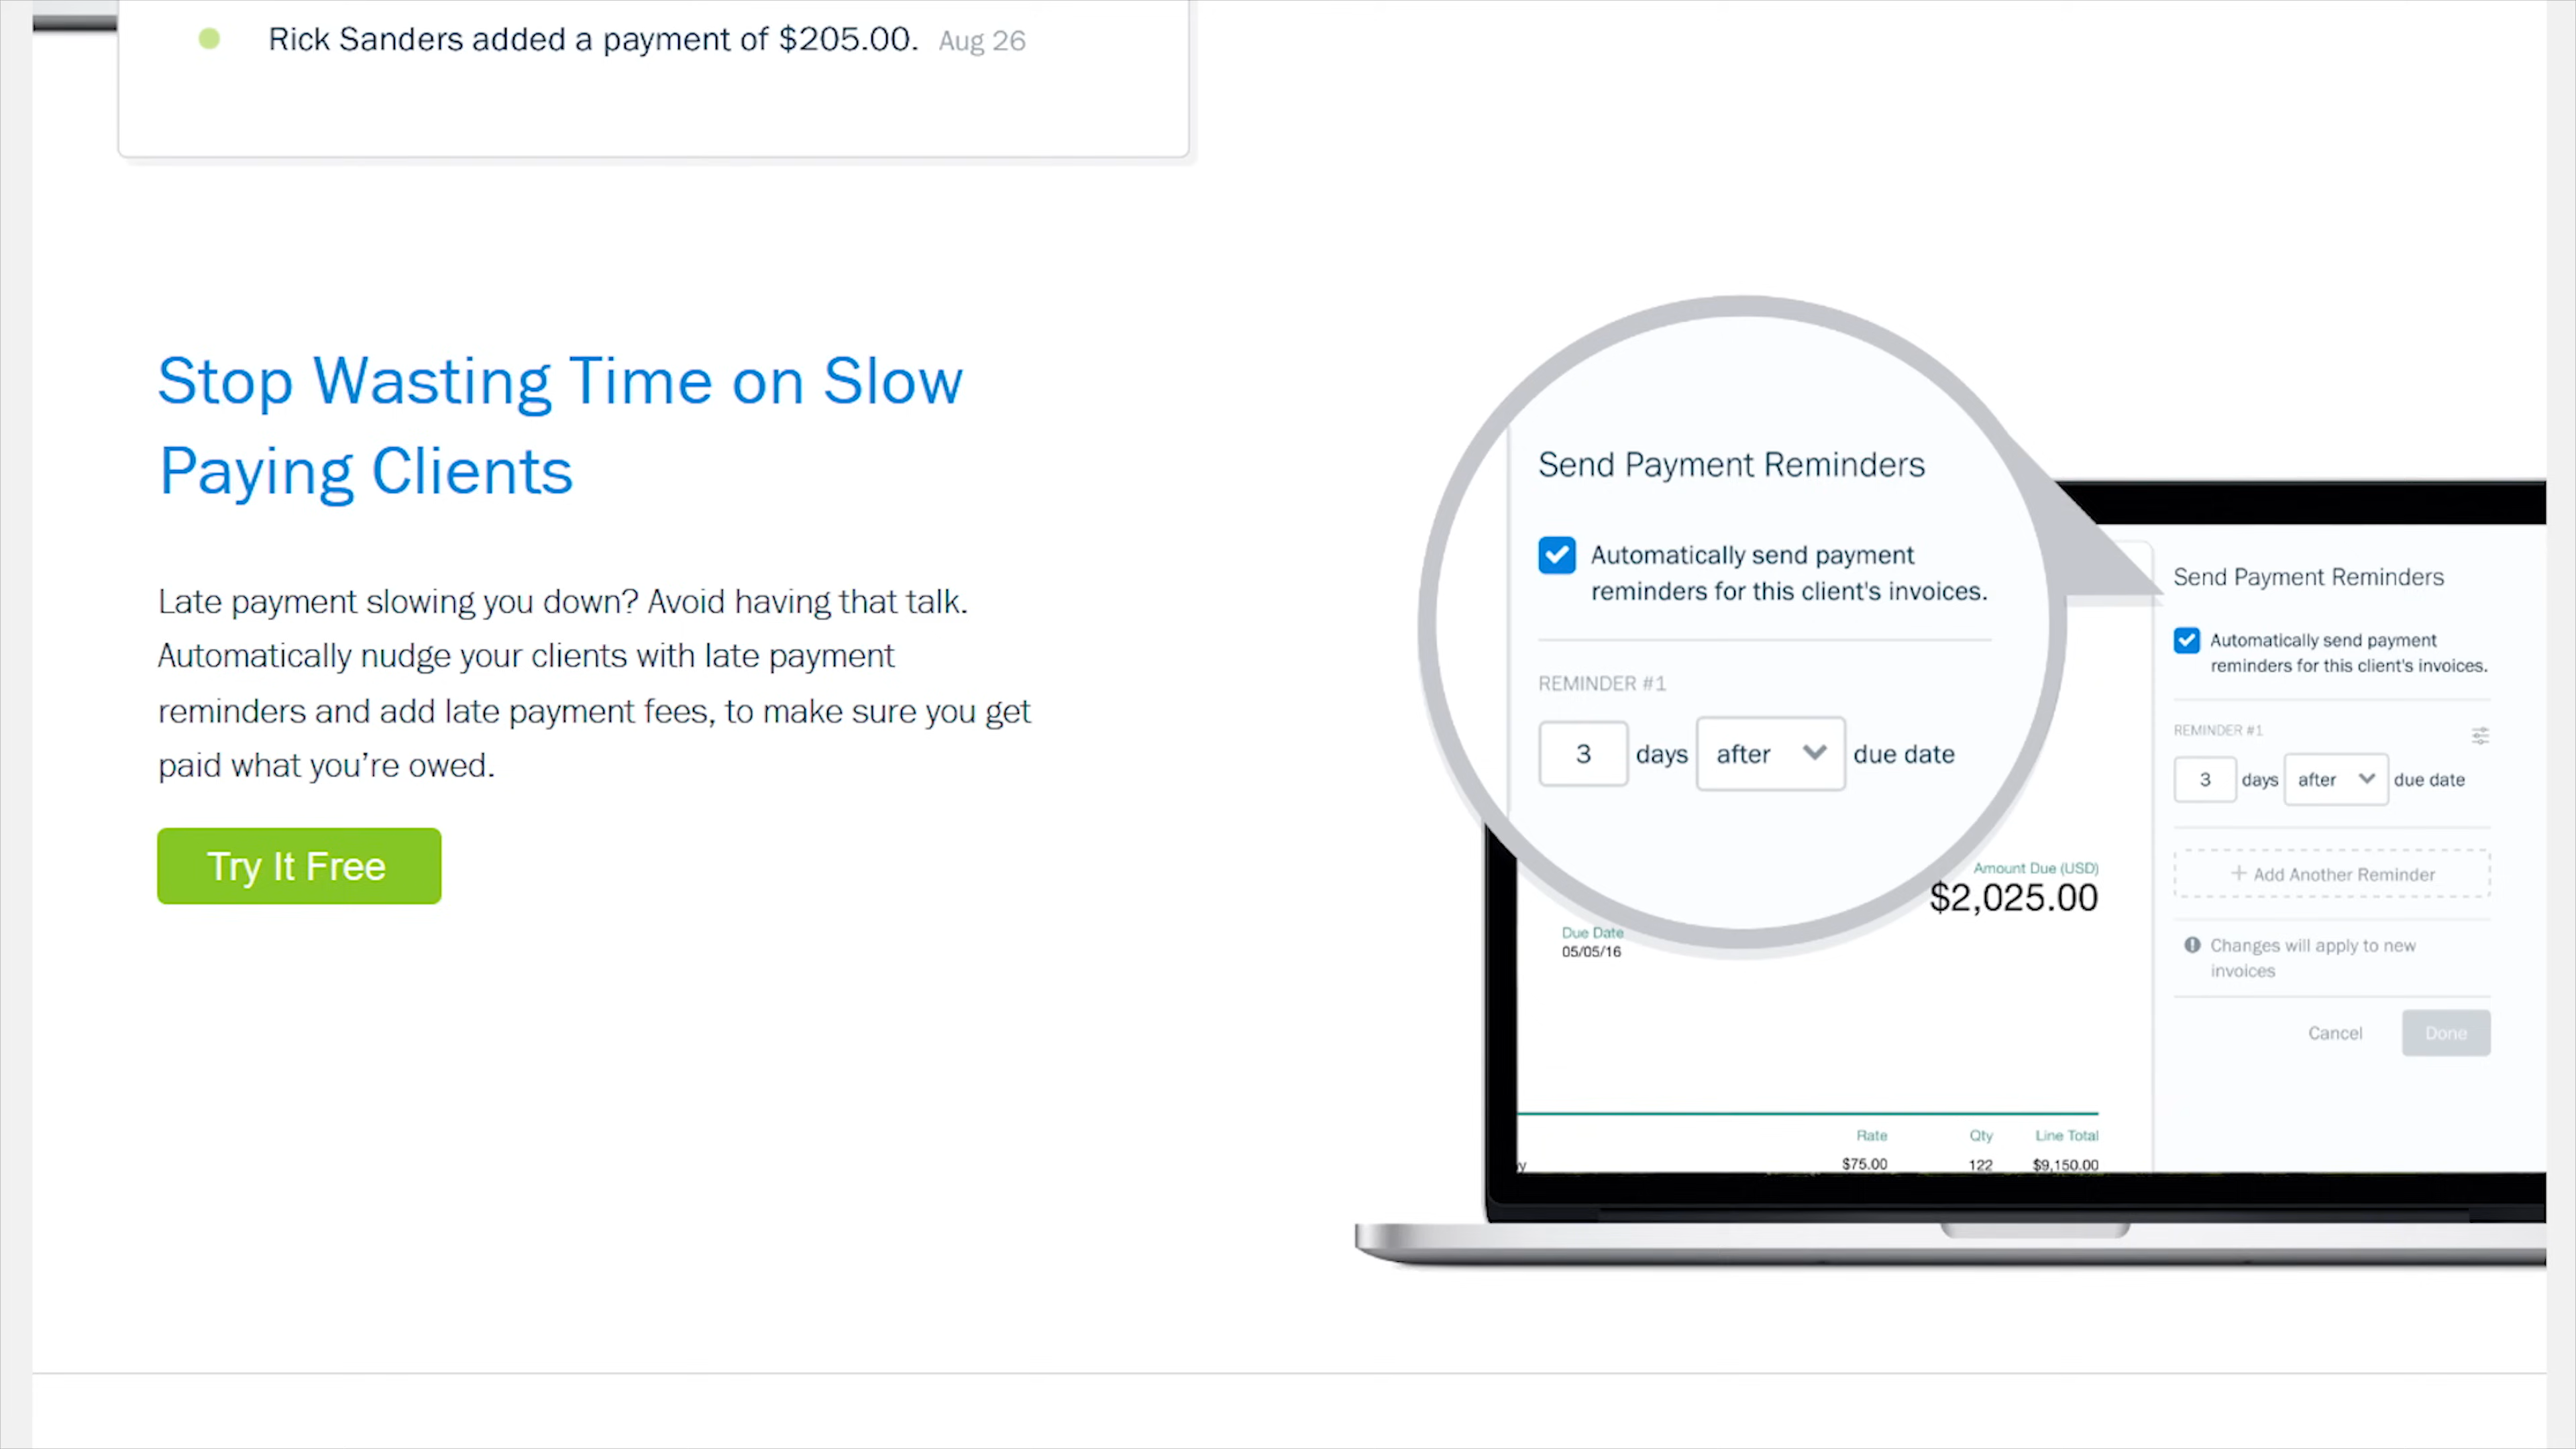 Rick Sanders added a payment of $205.00. Aug 26
Stop Wasting Time on Slow
Paying Clients
Late payment slowing you down? Avoid having that talk.
Automatically nudge your clients with late payment
reminders and add late payment fees, to make sure you get
paid what you’re owed.
Try It Free
Send Payment Reminders
Automatically send payment
reminders for this client's invoices.
REMINDER #1
3 days after due date
Amount Due (USD)
$2,025.00
Due Date
05/05/16
Rate Qty Line Total
$75.00 122 $9,150.00
Send Payment Reminders
Automatically send payment
reminders for this client's invoices.
REMINDER #1
3 days after due date
+ Add Another Reminder
Changes will apply to new
invoices
Cancel Done